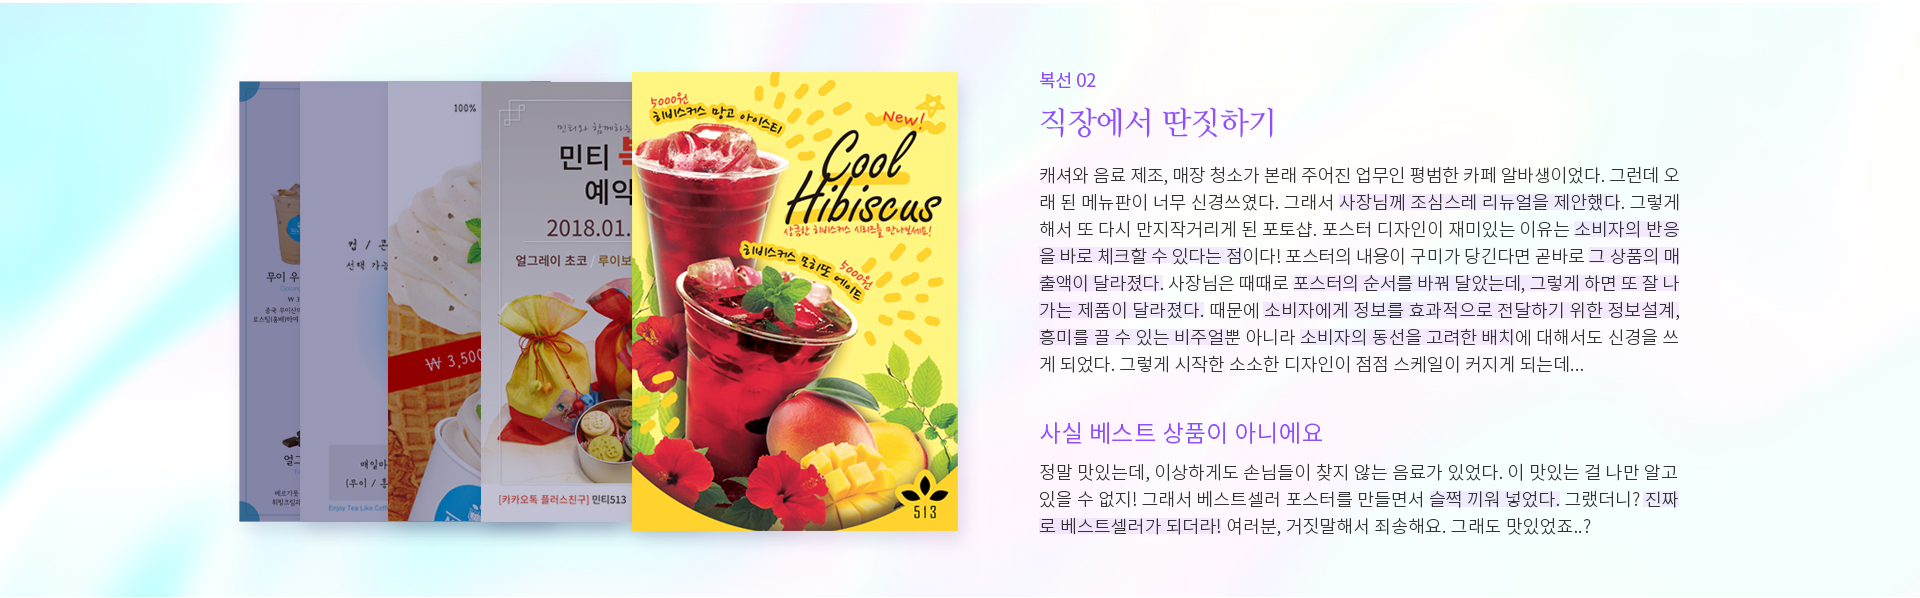 100%
컵 / 콘
선택 가능
무이 우
₩ 3
중국 무이산
얼그
매일마
(무이 / 홍
Enjoy Tea Like Coff
₩ 3,500
민티와 함께하는
민티
예약
2018.01.
얼그레이 초코 / 루이보
[카카오톡 플러스친구] 민티513
5000원
히비스커스 망고 아이스티
New!
Cool
Hibiscus
상큼한 히비스커스 시리즈를 만나보세요!
히비스커스 모히또 에이드
5000원
513
복선 02
직장에서 딴짓하기
캐셔와 음료 제조, 매장 청소가 본래 주어진 업무인 평범한 카페 알바생이었다. 그런데 오
래 된 메뉴판이 너무 신경쓰였다. 그래서 사장님께 조심스레 리뉴얼을 제안했다. 그렇게
해서 또 다시 만지작거리게 된 포토샵. 포스터 디자인이 재미있는 이유는 소비자의 반응
을 바로 체크할 수 있다는 점이다! 포스터의 내용이 구미가 당긴다면 곧바로 그 상품의 매
출액이 달라졌다. 사장님은 때때로 포스터의 순서를 바꿔 달았는데, 그렇게 하면 또 잘 나
가는 제품이 달라졌다. 때문에 소비자에게 정보를 효과적으로 전달하기 위한 정보설계,
흥미를 끌 수 있는 비주얼뿐 아니라 소비자의 동선을 고려한 배치에 대해서도 신경을 쓰
게 되었다. 그렇게 시작한 소소한 디자인이 점점 스케일이 커지게 되는데...
사실 베스트 상품이 아니에요
정말 맛있는데, 이상하게도 손님들이 찾지 않는 음료가 있었다. 이 맛있는 걸 나만 알고
있을 수 없지! 그래서 베스트셀러 포스터를 만들면서 슬쩍 끼워 넣었다. 그랬더니? 진짜
로 베스트셀러가 되더라! 여러분, 거짓말해서 죄송해요. 그래도 맛있었죠..?